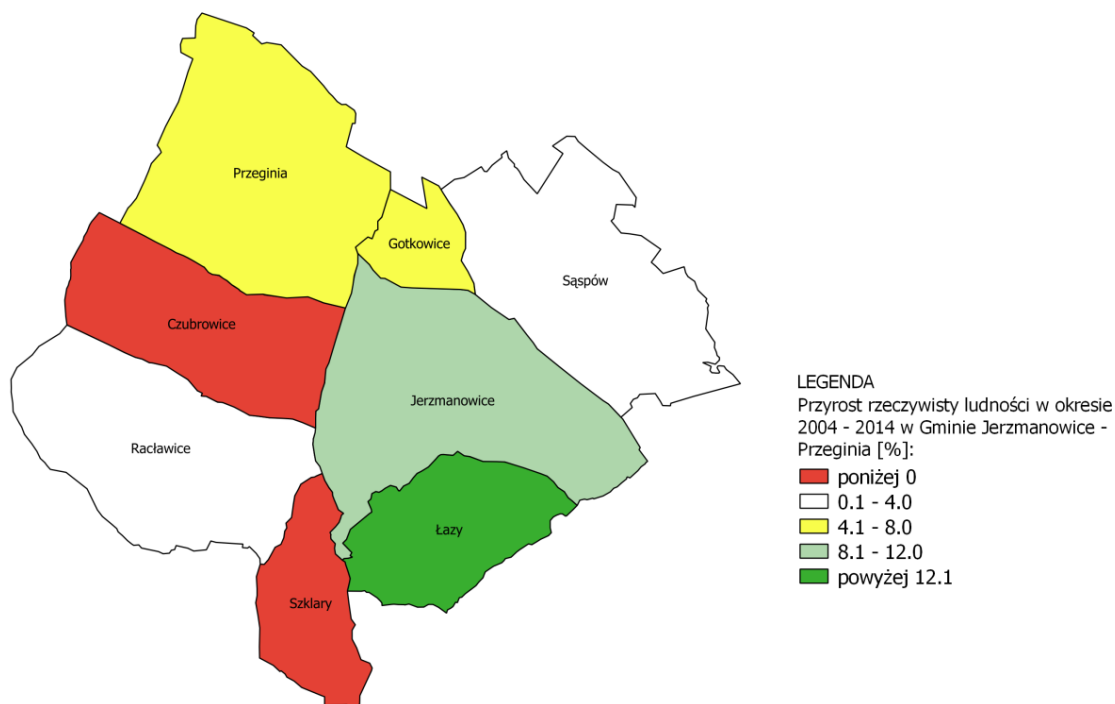 Przeginia
Gotkowice
Sąspów
Czubrowice
Jerzmanowice
Racławice
Łazy
Szklary
LEGENDA
Przyrost rzeczywisty ludności w okresie
2004 - 2014 w Gminie Jerzmanowice -
Przeginia [%]:
poniżej 0
0.1 - 4.0
4.1 - 8.0
8.1 - 12.0
powyżej 12.1